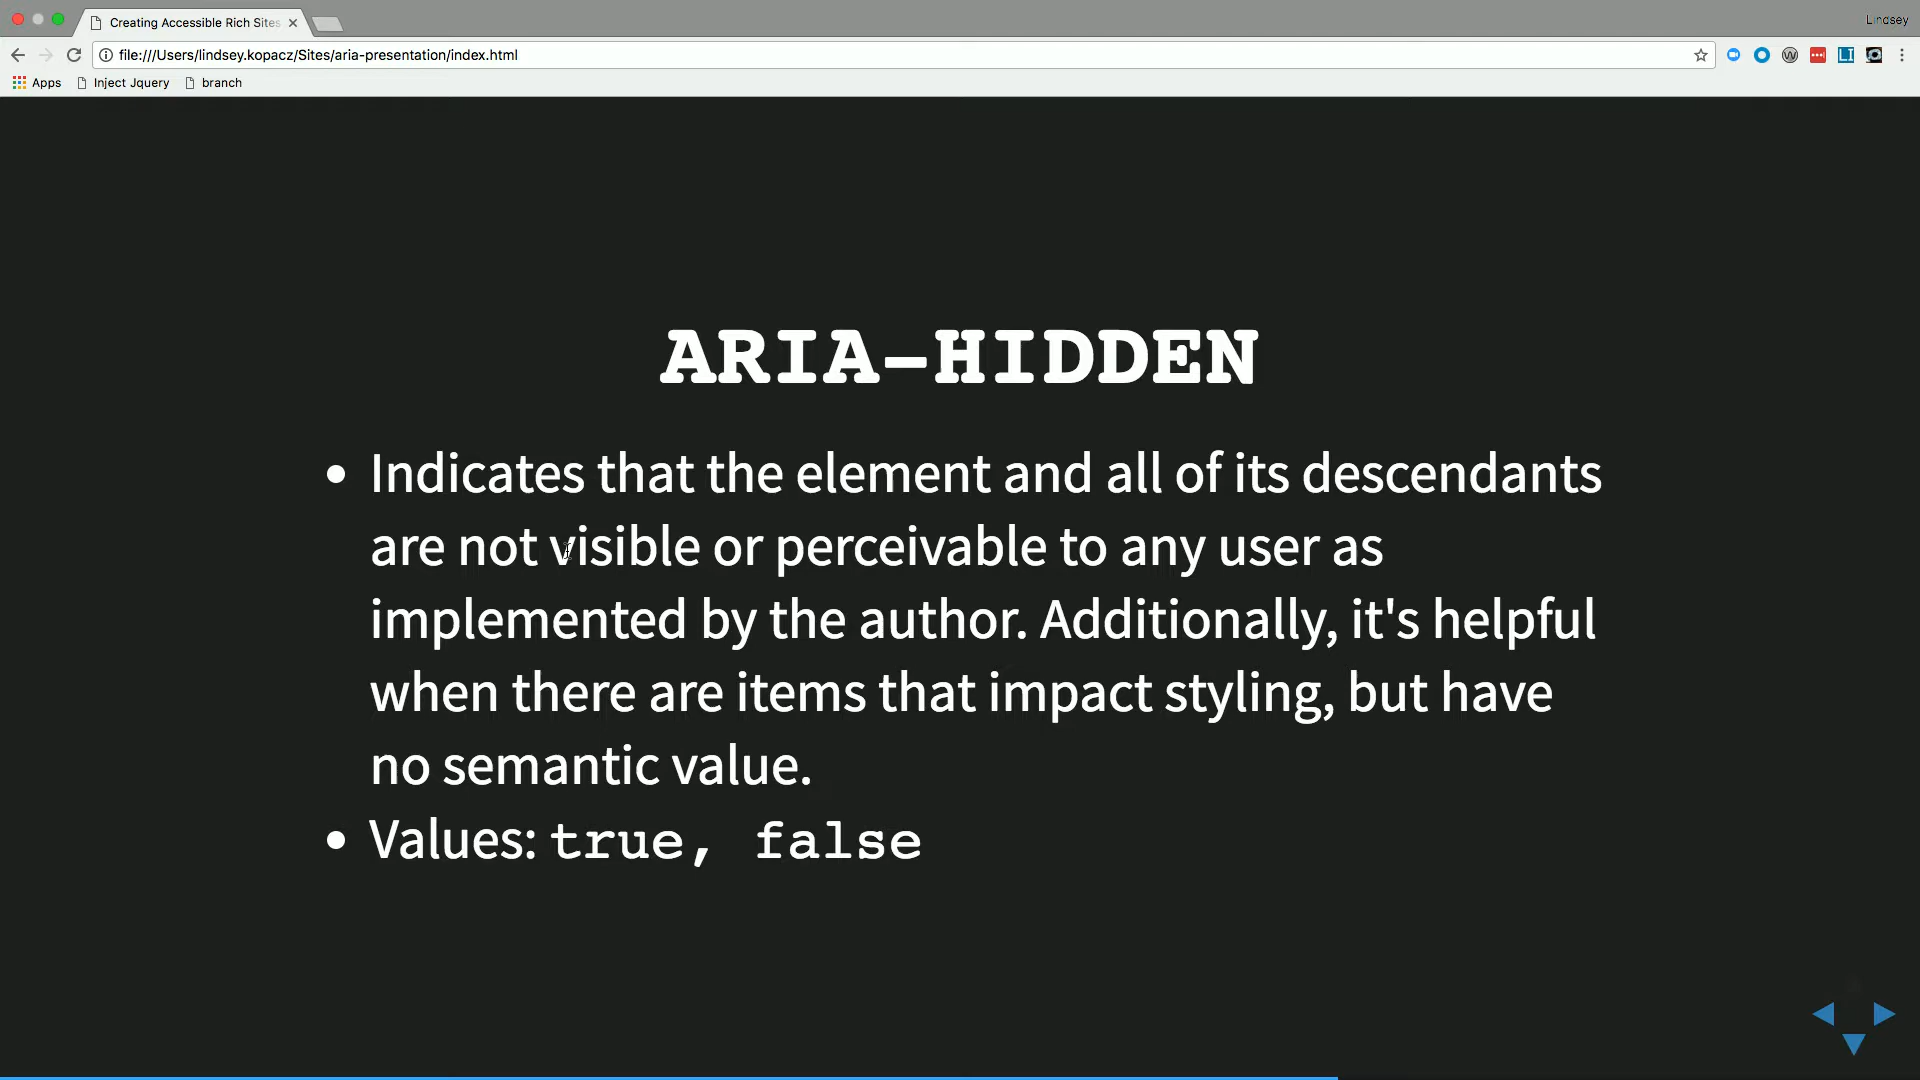 Creating Accessible Rich Sites
Lindsey
file:///Users/lindsey.kopacz/Sites/aria-presentation/index.html
Apps
Inject Jquery
branch
ARIA-HIDDEN
• Indicates that the element and all of its descendants
are not visible or perceivable to any user as
implemented by the author. Additionally, it's helpful
when there are items that impact styling, but have
no semantic value.
• Values: true, false